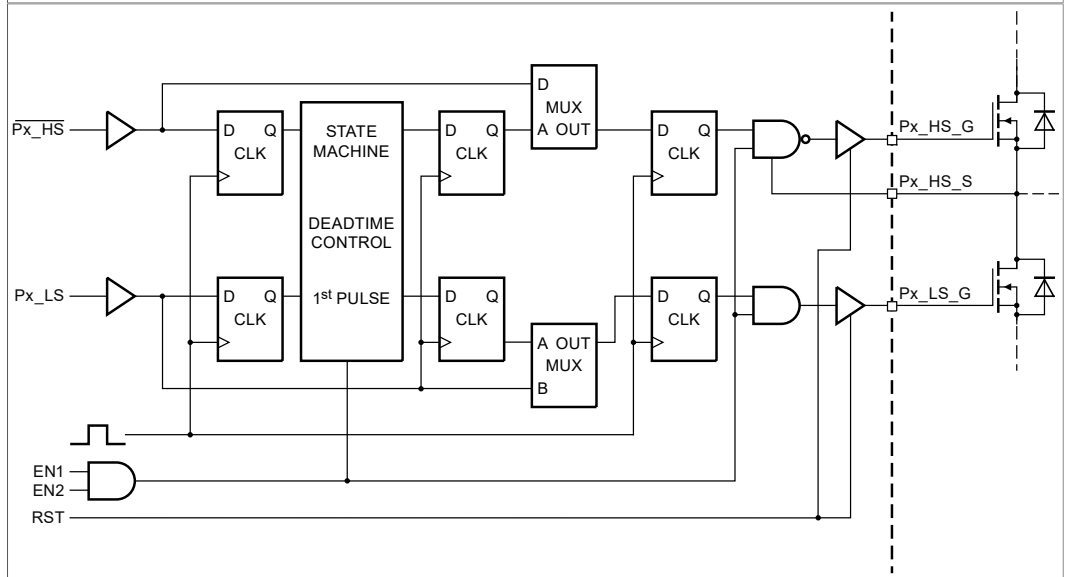 D
MUX
A OUT
Px_HS
D Q
CLK
STATE
MACHINE
DEADTIME
CONTROL
1st PULSE
D Q
CLK
D Q
CLK
Px_HS_G
Px_HS_S
Px_LS
D Q
CLK
D Q
CLK
A OUT
MUX
B
D Q
CLK
Px_LS_G
EN1
EN2
RST